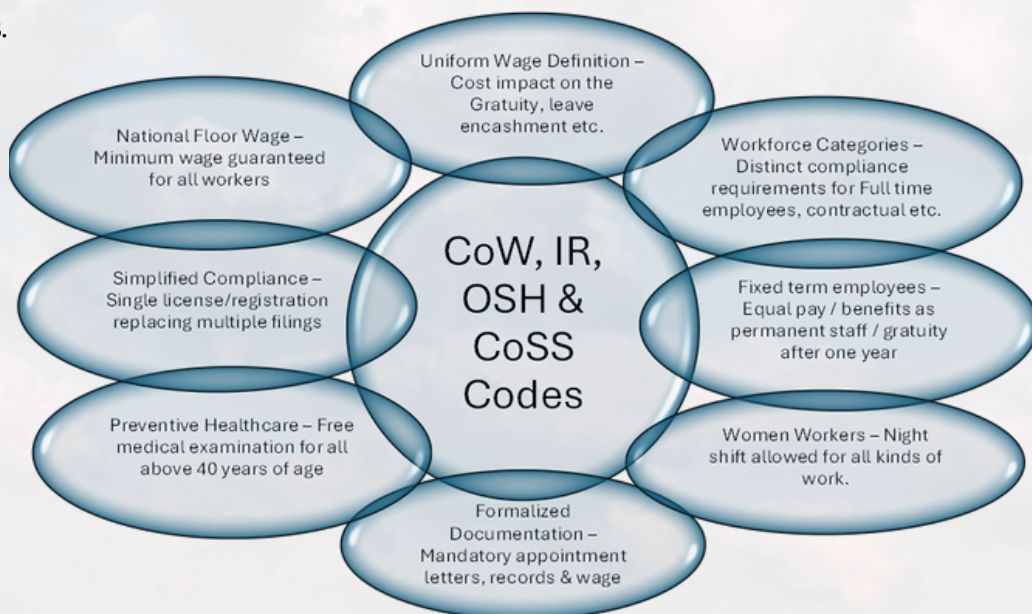 Uniform Wage Definition –
Cost impact on the
Gratuity, leave
encashment etc.
National Floor Wage –
Minimum wage guaranteed
for all workers
Workforce Categories –
Distinct compliance
requirements for Full time
employees, contractual etc.
CoW, IR,
OSH &
CoSS
Codes
Simplified Compliance –
Single license/registration
replacing multiple filings
Fixed term employees –
Equal pay / benefits as
permanent staff / gratuity
after one year
Preventive Healthcare – Free
medical examination for all
above 40 years of age
Women Workers – Night
shift allowed for all kinds of
work.
Formalized
Documentation –
Mandatory appointment
letters, records & wage